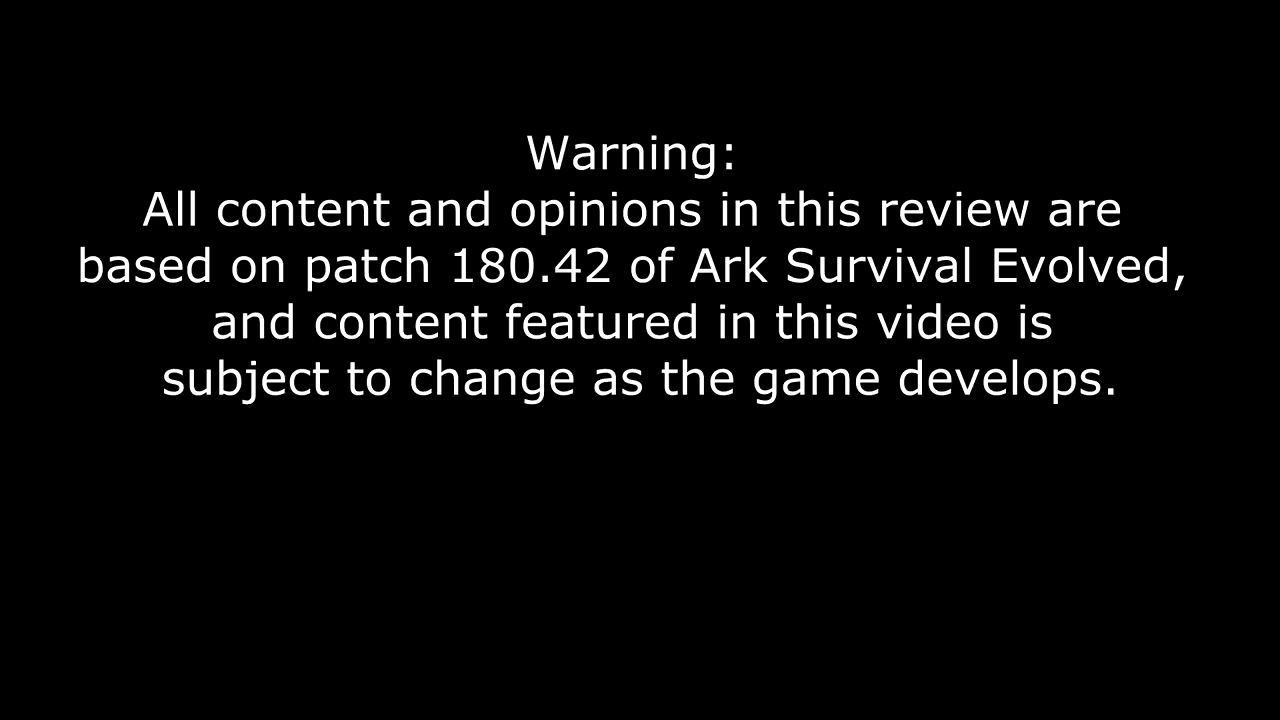 Warning:
All content and opinions in this review are
based on patch 180.42 of Ark Survival Evolved,
and content featured in this video is
subject to change as the game develops.